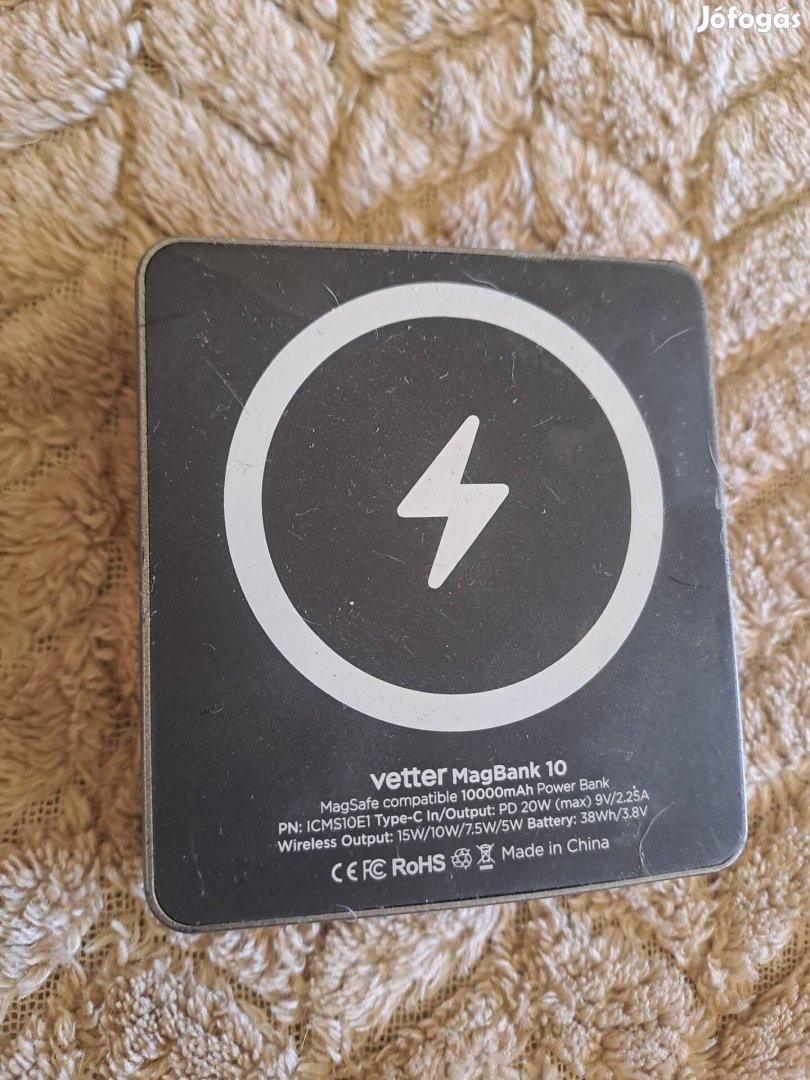 Jófogás
vetter MagBank 10
MagSafe compatible 10000mAh Power Bank
PN: ICMS10E1 Type-C In/Output: PD 20W (max) 9V/2.25A
Wireless Output: 15W/10W/7.5W/5W Battery: 38Wh/3.8V
CE FC RoHS Made in China